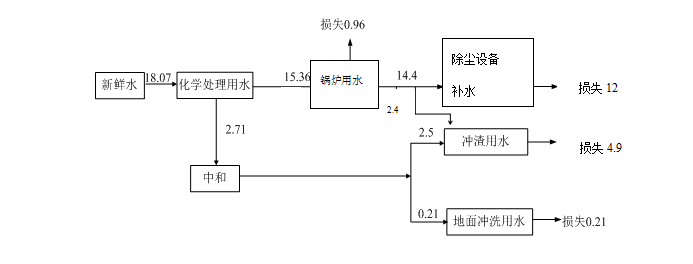 损失0.96
新鲜水
18.07
化学处理用水
15.36
锅炉用水
14.4
2.4
除尘设备
补水
损失 12
2.71
2.5
冲渣用水
损失 4.9
中和
0.21
地面冲洗用水
损失0.21